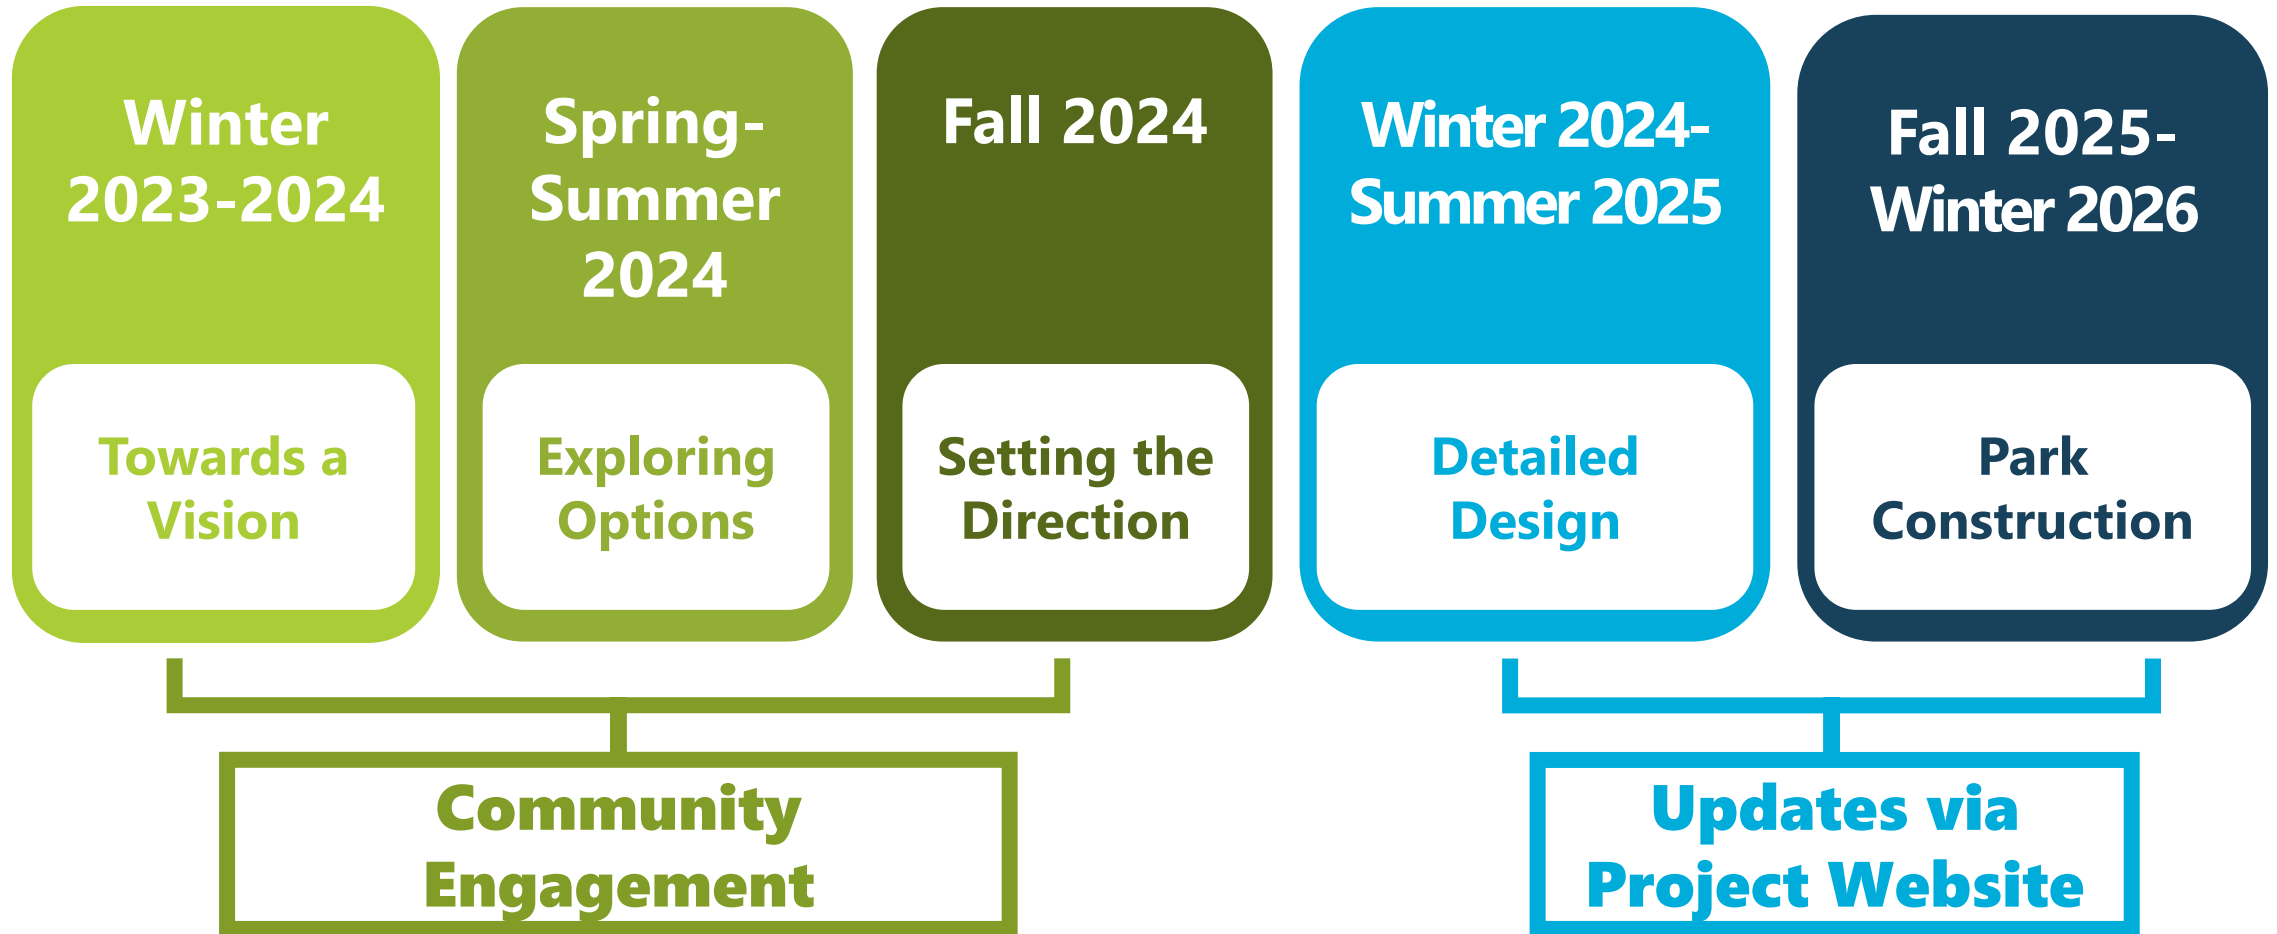 Winter
2023-2024
Towards a
Vision
Spring-
Summer
2024
Exploring
Options
Fall 2024
Setting the
Direction
Winter 2024-
Summer 2025
Detailed
Design
Fall 2025-
Winter 2026
Park
Construction
Community
Engagement
Updates via
Project Website